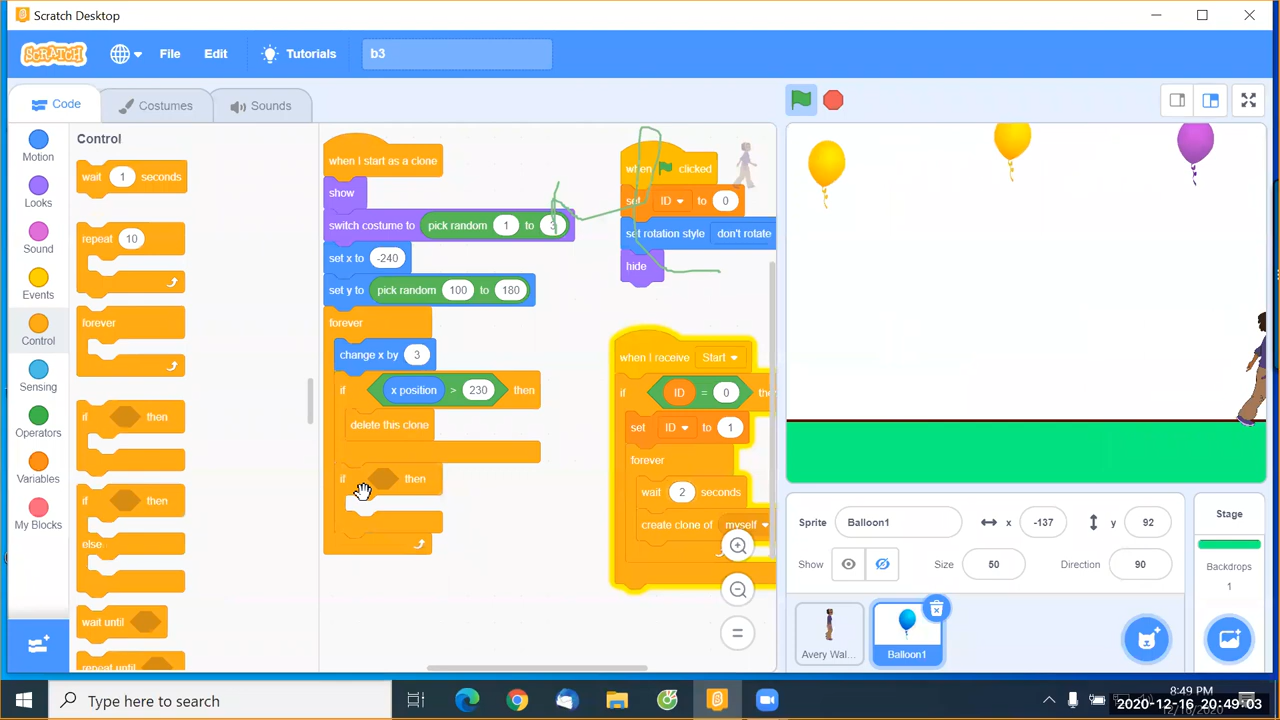 Scratch Desktop
SCRATCH File Edit Tutorials b3
Code Costumes Sounds
Motion
Looks
Sound
Events
Control
Sensing
Operators
Variables
My Blocks
Control
wait 1 seconds
repeat 10
forever
if then
if then
else
wait until
repeat until
when I start as a clone
show
switch costume to pick random 1 to 3
set x to -240
set y to pick random 100 to 180
forever
change x by 3
if x position > 230 then
delete this clone
if then
when clicked
set ID to 0
set rotation style don't rotate
hide
when I receive Start
if ID = 0 the
set ID to 1
forever
wait 2 seconds
create clone of myself
Sprite Balloon1 x -137 y 92
Show Size 50 Direction 90
Avery Wal...
Balloon1
Stage
Backdrops
1
Type here to search
8:49 PM
2020-12-16 20:49:03